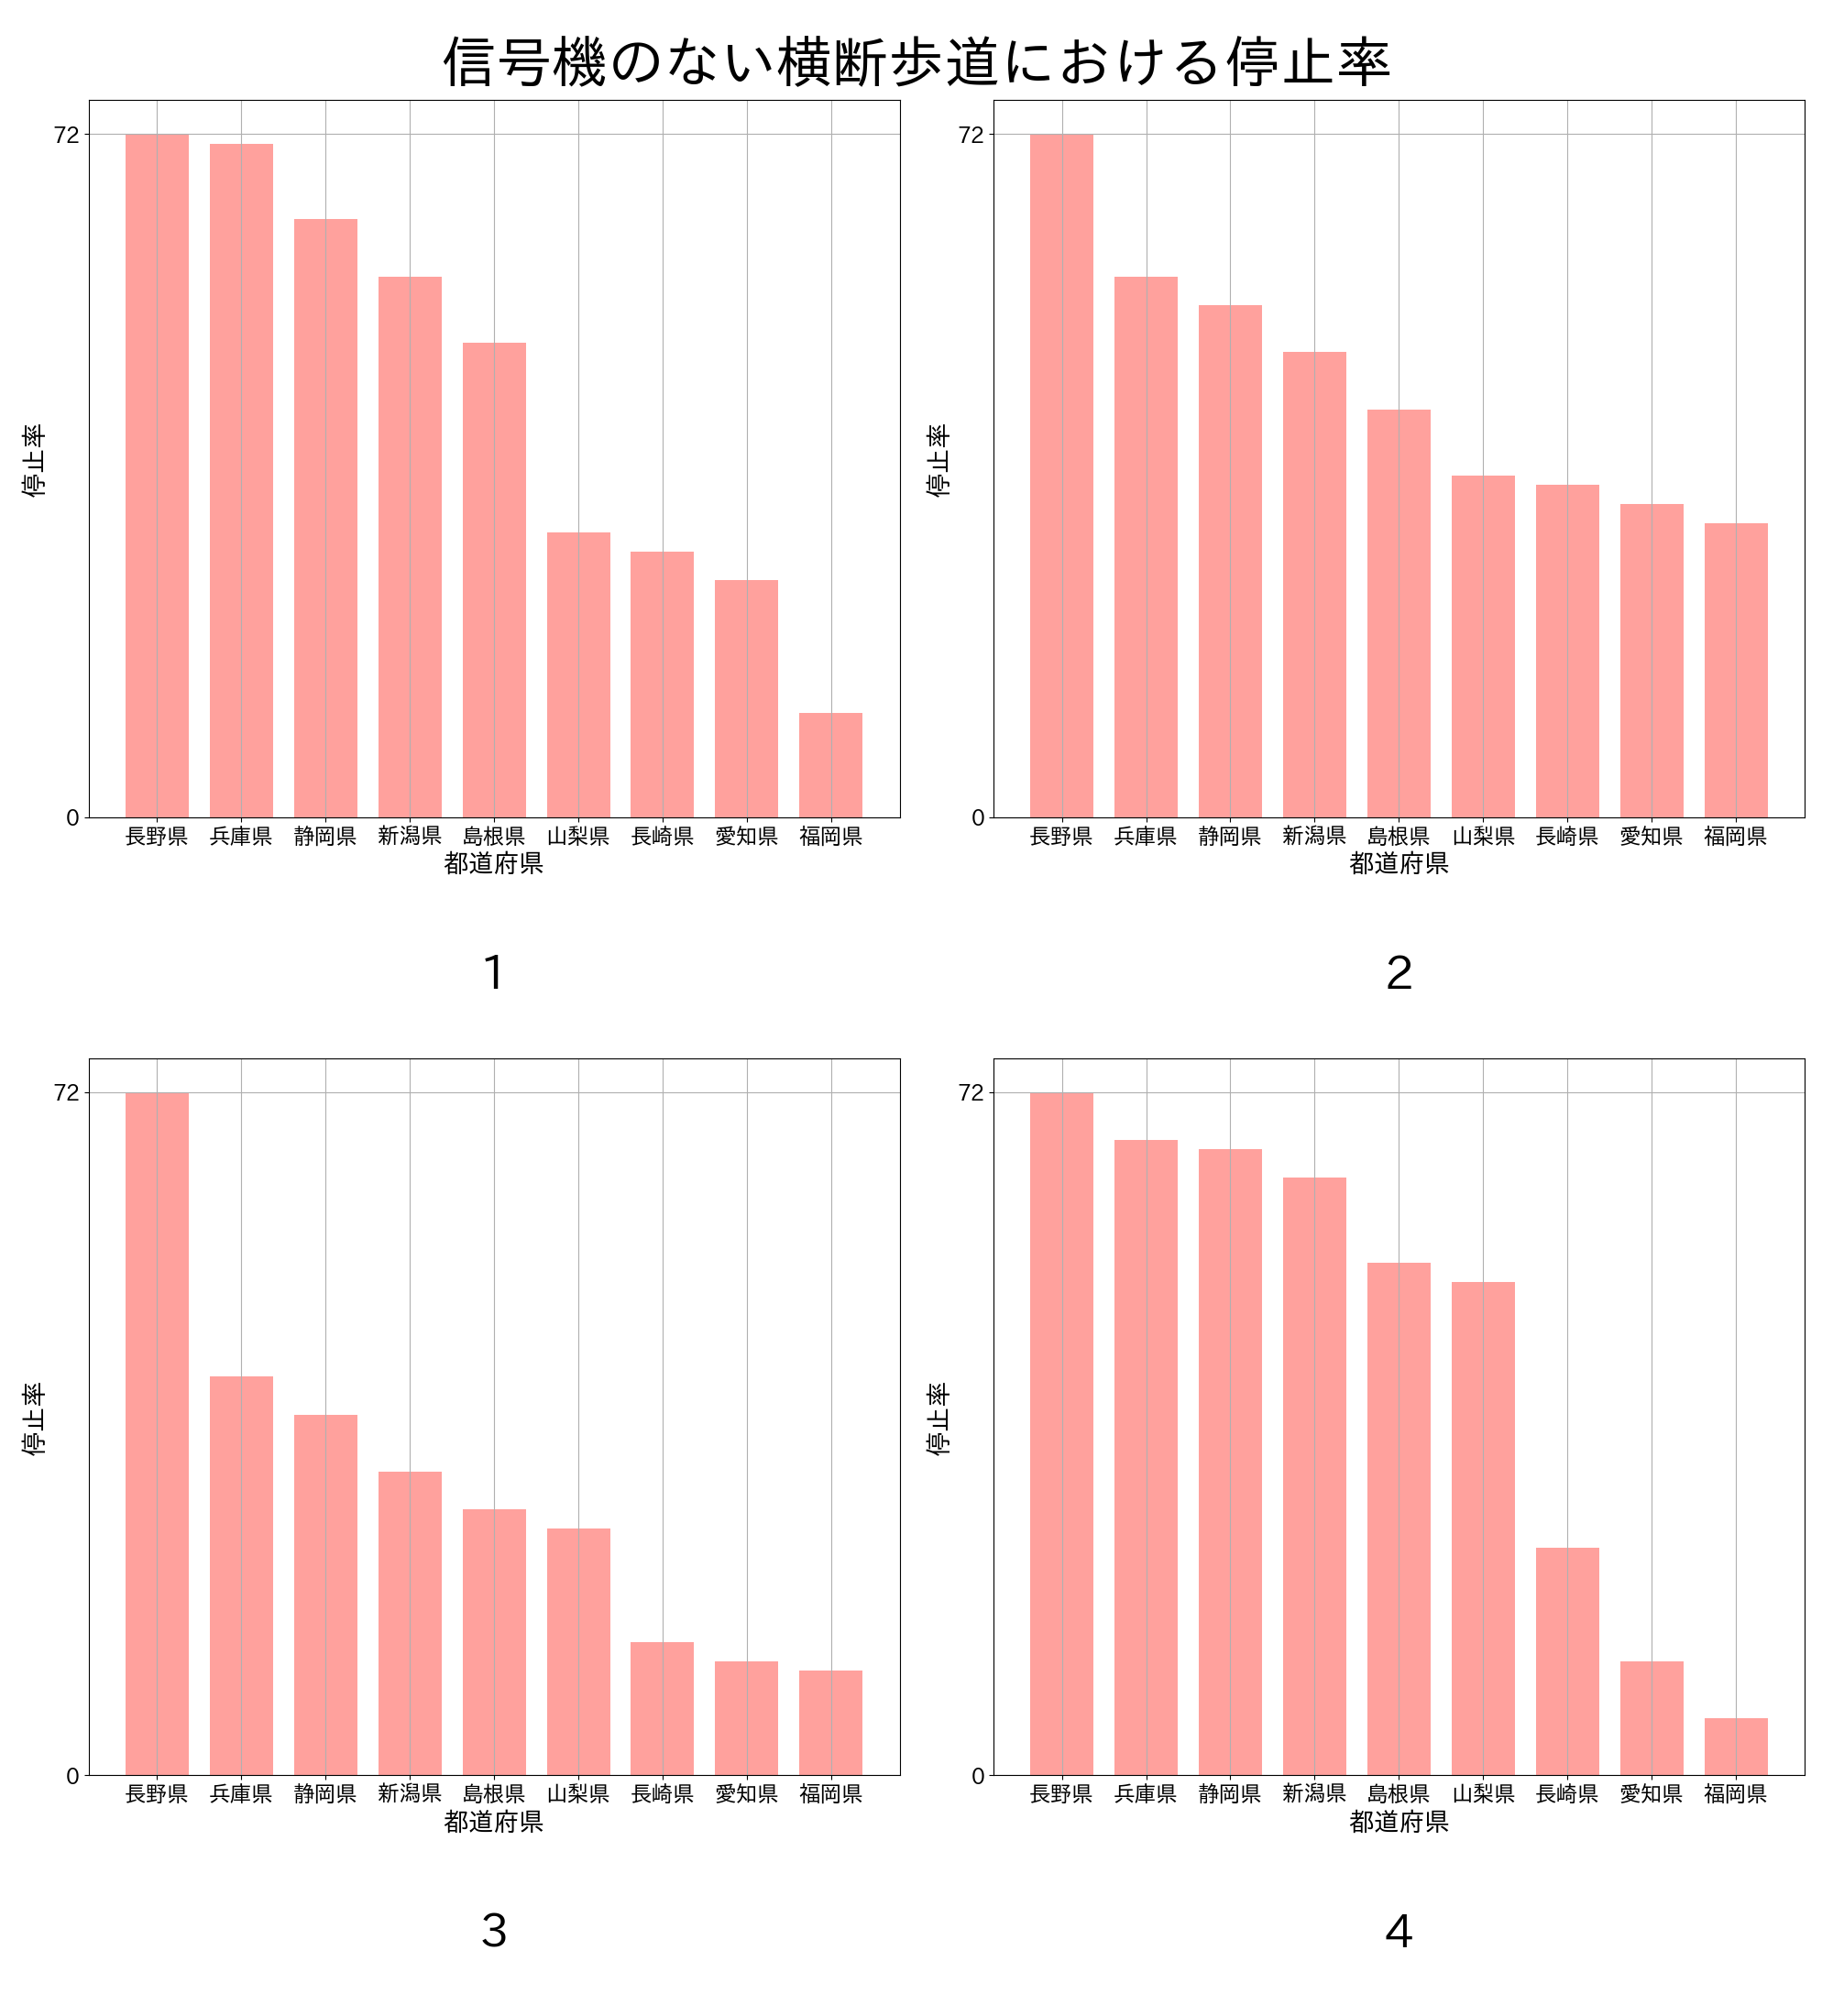 信号機のない横断歩道における停止率
72
0
停止率
長野県 兵庫県 静岡県 新潟県 島根県 山梨県 長崎県 愛知県 福岡県
都道府県
1
72
0
停止率
長野県 兵庫県 静岡県 新潟県 島根県 山梨県 長崎県 愛知県 福岡県
都道府県
2
72
0
停止率
長野県 兵庫県 静岡県 新潟県 島根県 山梨県 長崎県 愛知県 福岡県
都道府県
3
72
0
停止率
長野県 兵庫県 静岡県 新潟県 島根県 山梨県 長崎県 愛知県 福岡県
都道府県
4